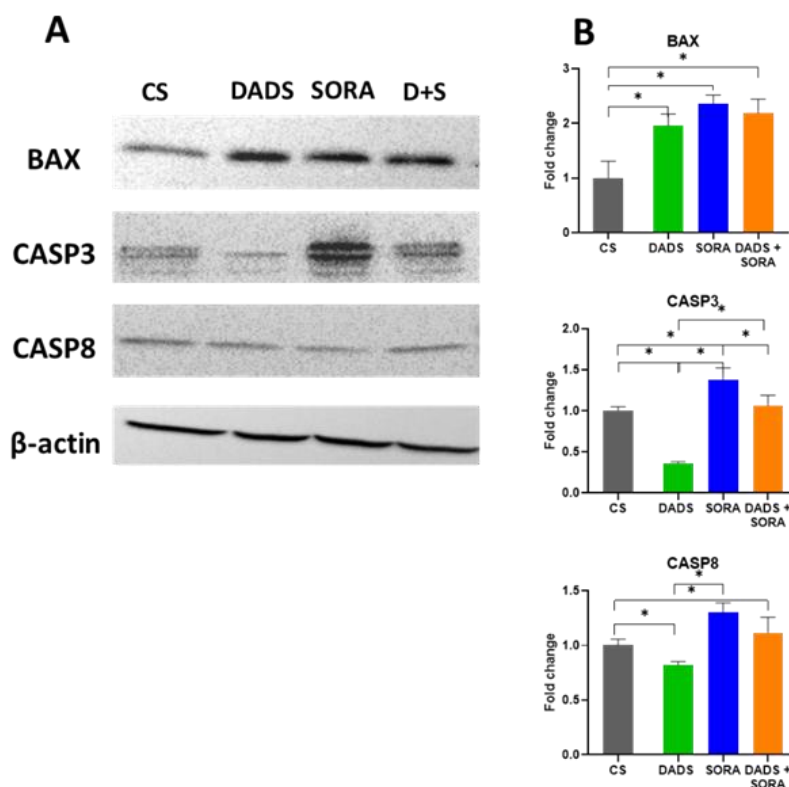 A
CS DADS SORA D+S
BAX
CASP3
CASP8
β-actin
B
BAX
*
*
*
Fold change
3
2
1
0
CS DADS SORA DADS +
SORA
CASP3
*
*
*
*
*
Fold change
2.0
1.5
1.0
0.5
0.0
CS DADS SORA DADS +
SORA
CASP8
*
*
*
Fold change
1.5
1.0
0.5
0.0
CS DADS SORA DADS +
SORA